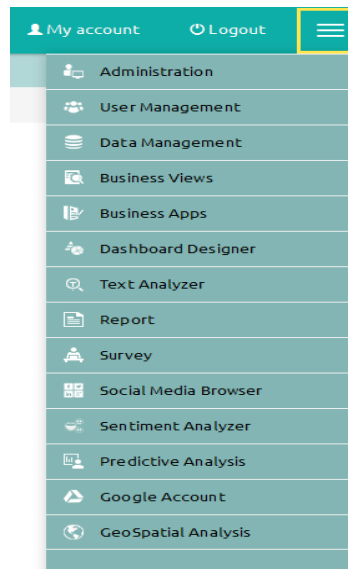 My account Logout
Administration
User Management
Data Management
Business Views
Business Apps
Dashboard Designer
Text Analyzer
Report
Survey
Social Media Browser
Sentiment Analyzer
Predictive Analysis
Google Account
GeoSpatial Analysis